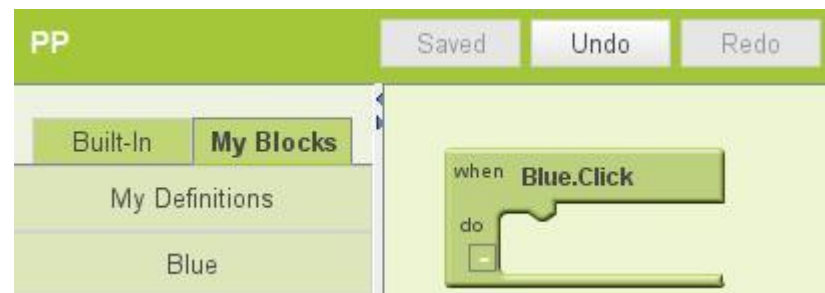 PP
Saved Undo Redo
Built-In My Blocks
My Definitions
Blue
when Blue.Click
do
-